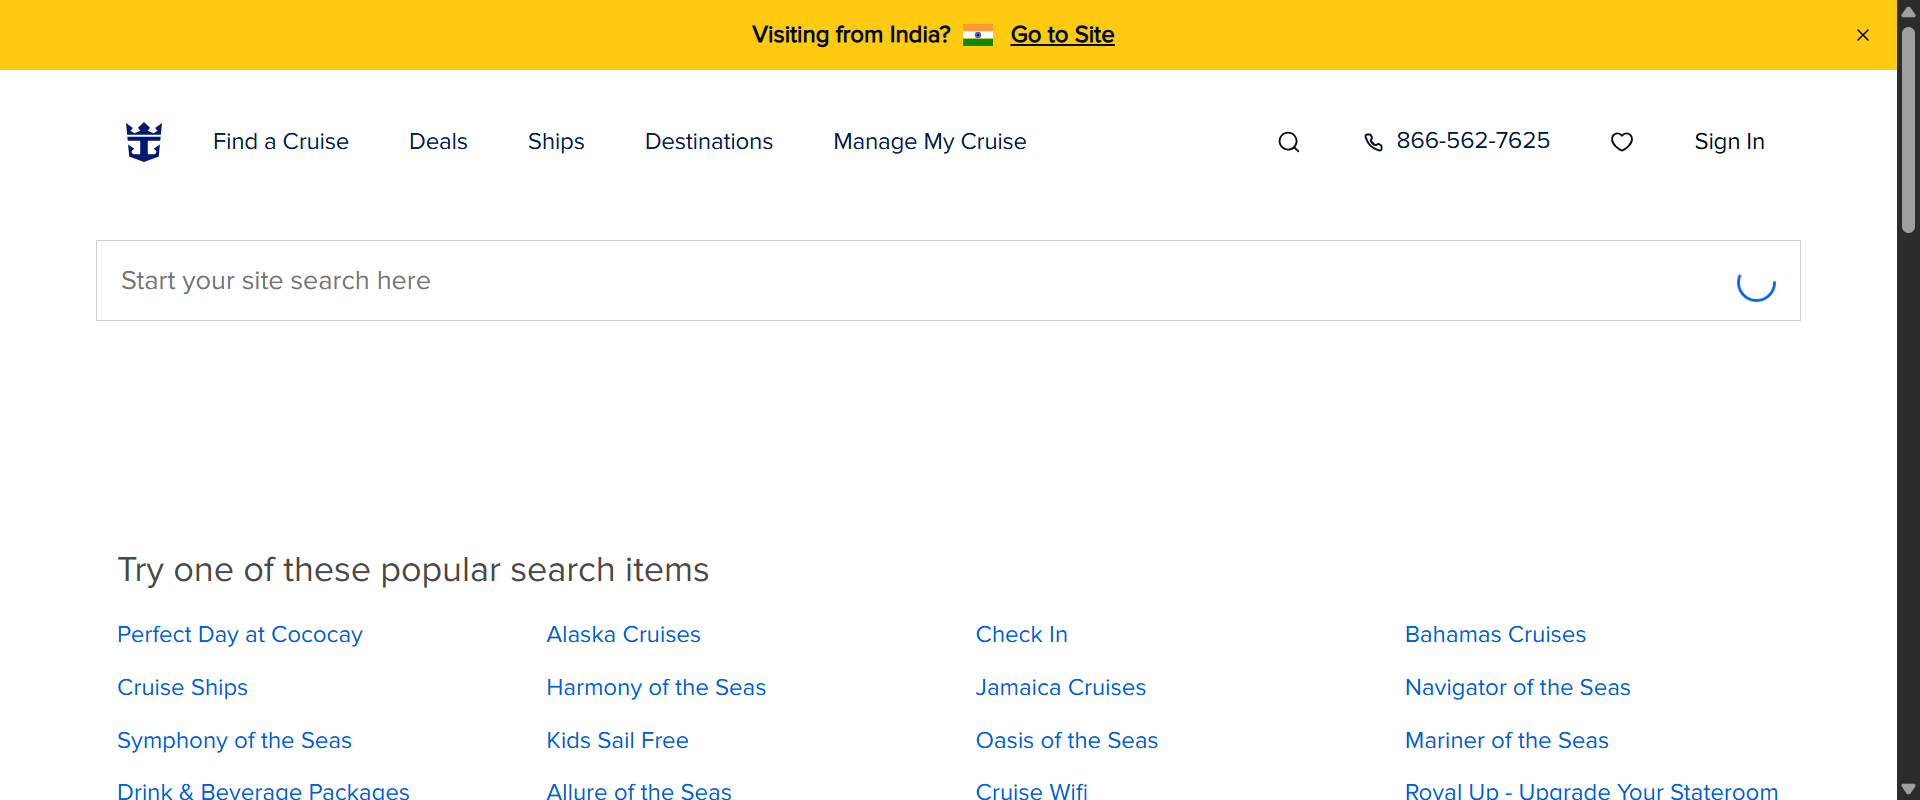 Visiting from India? Go to Site
Find a Cruise Deals Ships Destinations Manage My Cruise 866-562-7625 Sign In
Start your site search here
Try one of these popular search items
Perfect Day at Cococay Alaska Cruises Check In Bahamas Cruises
Cruise Ships Harmony of the Seas Jamaica Cruises Navigator of the Seas
Symphony of the Seas Kids Sail Free Oasis of the Seas Mariner of the Seas
Drink & Beverage Packages Allure of the Seas Cruise Wifi Royal Up - Upgrade Your Stateroom